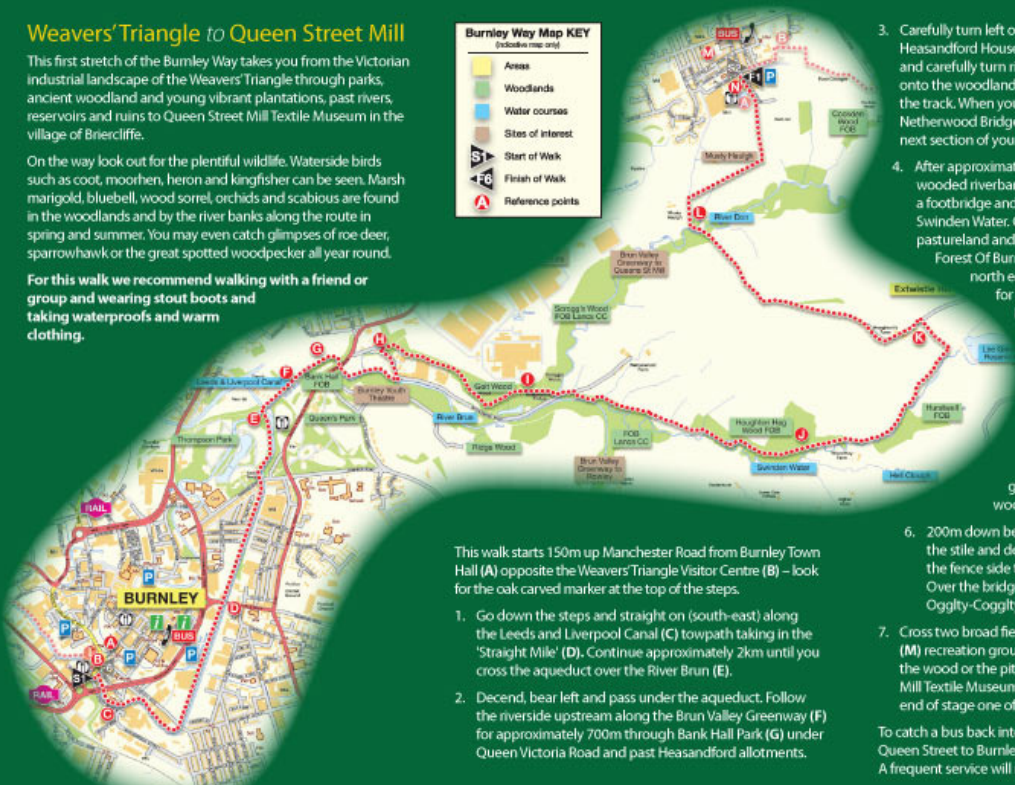 Weavers' Triangle to Queen Street Mill
This first stretch of the Burnley Way takes you from the Victorian
industrial landscape of the Weavers' Triangle through parks,
ancient woodland and young vibrant plantations, past rivers,
reservoirs and ruins to Queen Street Mill Textile Museum in the
village of Briercliffe.
On the way look out for the plentiful wildlife. Waterside birds
such as coot, moorhen, heron and kingfisher can be seen. Marsh
marigold, bluebell, wood sorrel, orchids and scabious are found
in the woodlands and by the river banks along the route in
spring and summer. You may even catch glimpses of roe deer,
sparrowhawk or the great spotted woodpecker all year round.
For this walk we recommend walking with a friend or
group and wearing stout boots and
taking waterproofs and warm
clothing.
Burnley Way Map KEY
(indicative map only)
Areas
Woodlands
Water courses
Sites of interest
S1 Start of Walk
F6 Finish of Walk
A Reference points
BUS
M
B
S2
F1
P
N
A
Cockden
Wood
FOB
Musty Haulgh
L
River Don
Brun Valley
Greenway to
Queens St Mill
Scroggs Wood
FOB Lancs CC
Extwistle
K
Hurstwood
FOB
H
G
F
Leeds & Liverpool Canal
Bank Hall
FOB
Burnley Youth
Theatre
E
Queen's Park
Thompson Park
Gort Wood
I
River Brun
Ridge Wood
FOB
Lancs CC
Brun Valley
Greenway to
Rowley
Houghton Hag
Wood FOB
J
Swinden Water
Hell Clough
RAIL
P
BURNLEY
D
P
i
i
BUS
P
P
A
B
S1
RAIL
C
This walk starts 150m up Manchester Road from Burnley Town
Hall (A) opposite the Weavers' Triangle Visitor Centre (B) – look
for the oak carved marker at the top of the steps.
1. Go down the steps and straight on (south-east) along
the Leeds and Liverpool Canal (C) towpath taking in the
'Straight Mile' (D). Continue approximately 2km until you
cross the aqueduct over the River Brun (E).
2. Decend, bear left and pass under the aqueduct. Follow
the riverside upstream along the Brun Valley Greenway (F)
for approximately 700m through Bank Hall Park (G) under
Queen Victoria Road and past Heasandford allotments.
3. Carefully turn left o
Heasandford House
and carefully turn ri
onto the woodland
the track. When you
Netherwood Bridge
next section of your
4. After approximat
wooded riverban
a footbridge and
Swinden Water.
pastureland and
Forest Of Burn
north e
for
g
woo
6. 200m down be
the stile and de
the fence side
Over the bridg
Oggity-Coggity
7. Cross two broad fie
(M) recreation grou
the wood or the pit
Mill Textile Museum
end of stage one of
To catch a bus back into
Queen Street to Burnle
A frequent service will